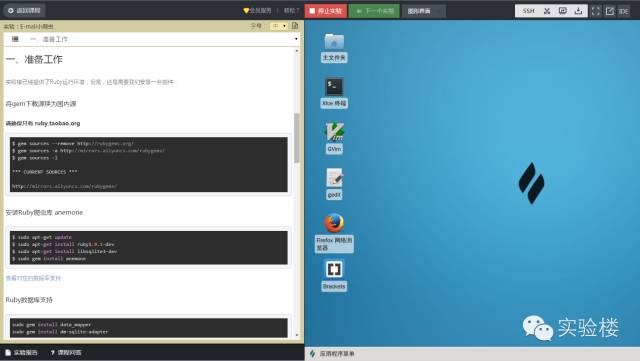 返回课程
会员服务 | 帮助?
停止实验
下一个实验
图形界面
SSH
IDE
实验:E-mail小爬虫
字号: 中
一、准备工作
一、准备工作
实验楼已经提供了Ruby运行环境,但是,还是需要我们安装一些插件
将gem下载源换为国内源
请确保只有 ruby.taobao.org
$ gem sources --remove http://rubygems.org/
$ gem sources -a http://mirrors.aliyuncs.com/rubygems/
$ gem sources -l
*** CURRENT SOURCES ***
http://mirrors.aliyuncs.com/rubygems/
安装Ruby爬虫库 anemone
$ sudo apt-get update
$ sudo apt-get install ruby1.9.1-dev
$ sudo apt-get install libsqlite3-dev
$ sudo gem install anemone
查看对应的数据库支持
Ruby数据库支持
sudo gem install data_mapper
sudo gem install dm-sqlite-adapter
实验报告
? 课程问答
主文件夹
Xfce 终端
GVim
gedit
Firefox 网络浏
览器
Brackets
实验楼
应用程序菜单